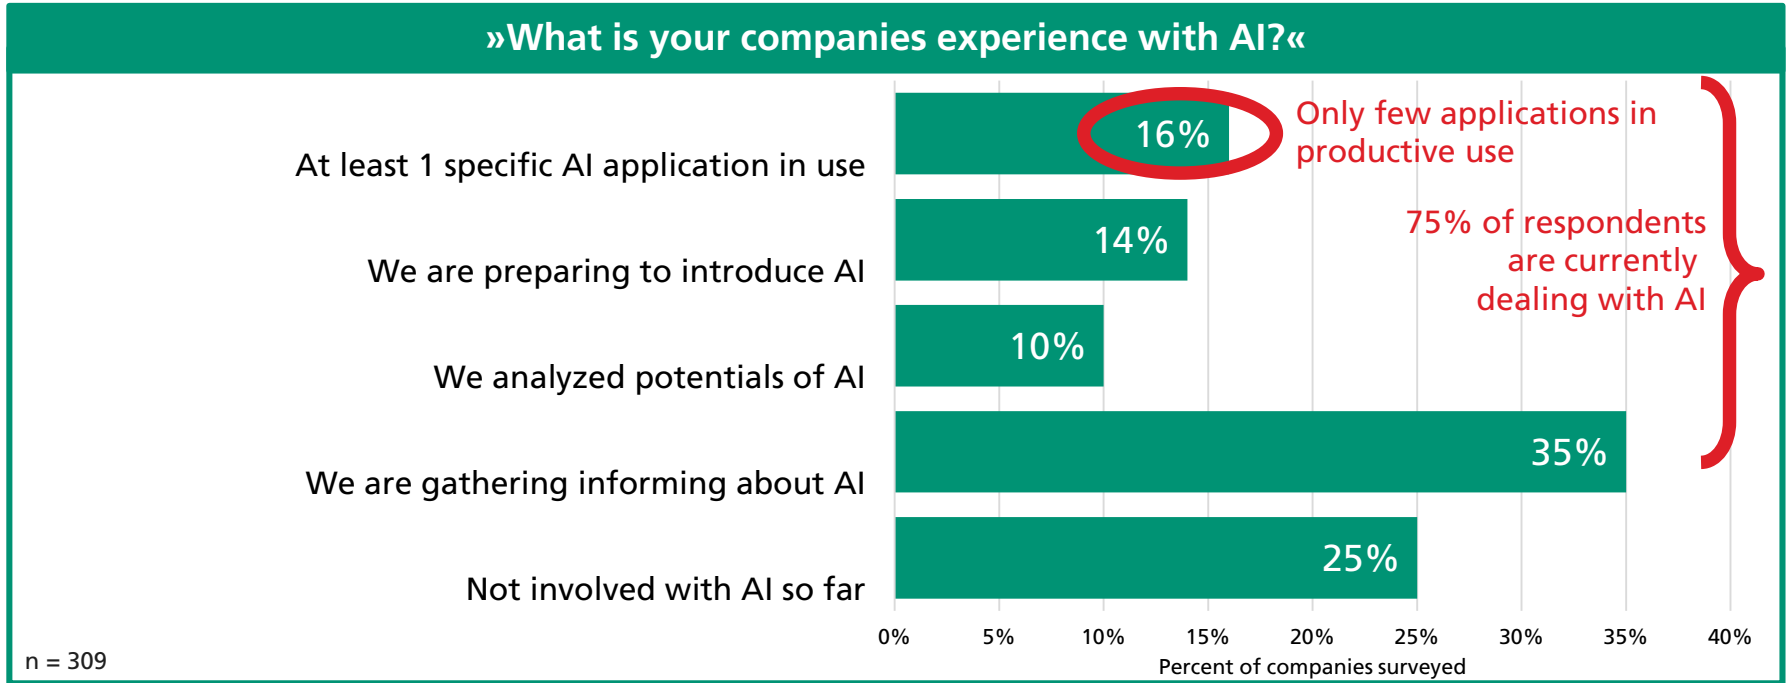 »What is your companies experience with AI?«
At least 1 specific AI application in use
16%
Only few applications in
productive use
We are preparing to introduce AI
14%
75% of respondents
are currently
dealing with AI
We analyzed potentials of AI
10%
We are gathering informing about AI
35%
Not involved with AI so far
25%
0% 5% 10% 15% 20% 25% 30% 35% 40%
Percent of companies surveyed
n = 309